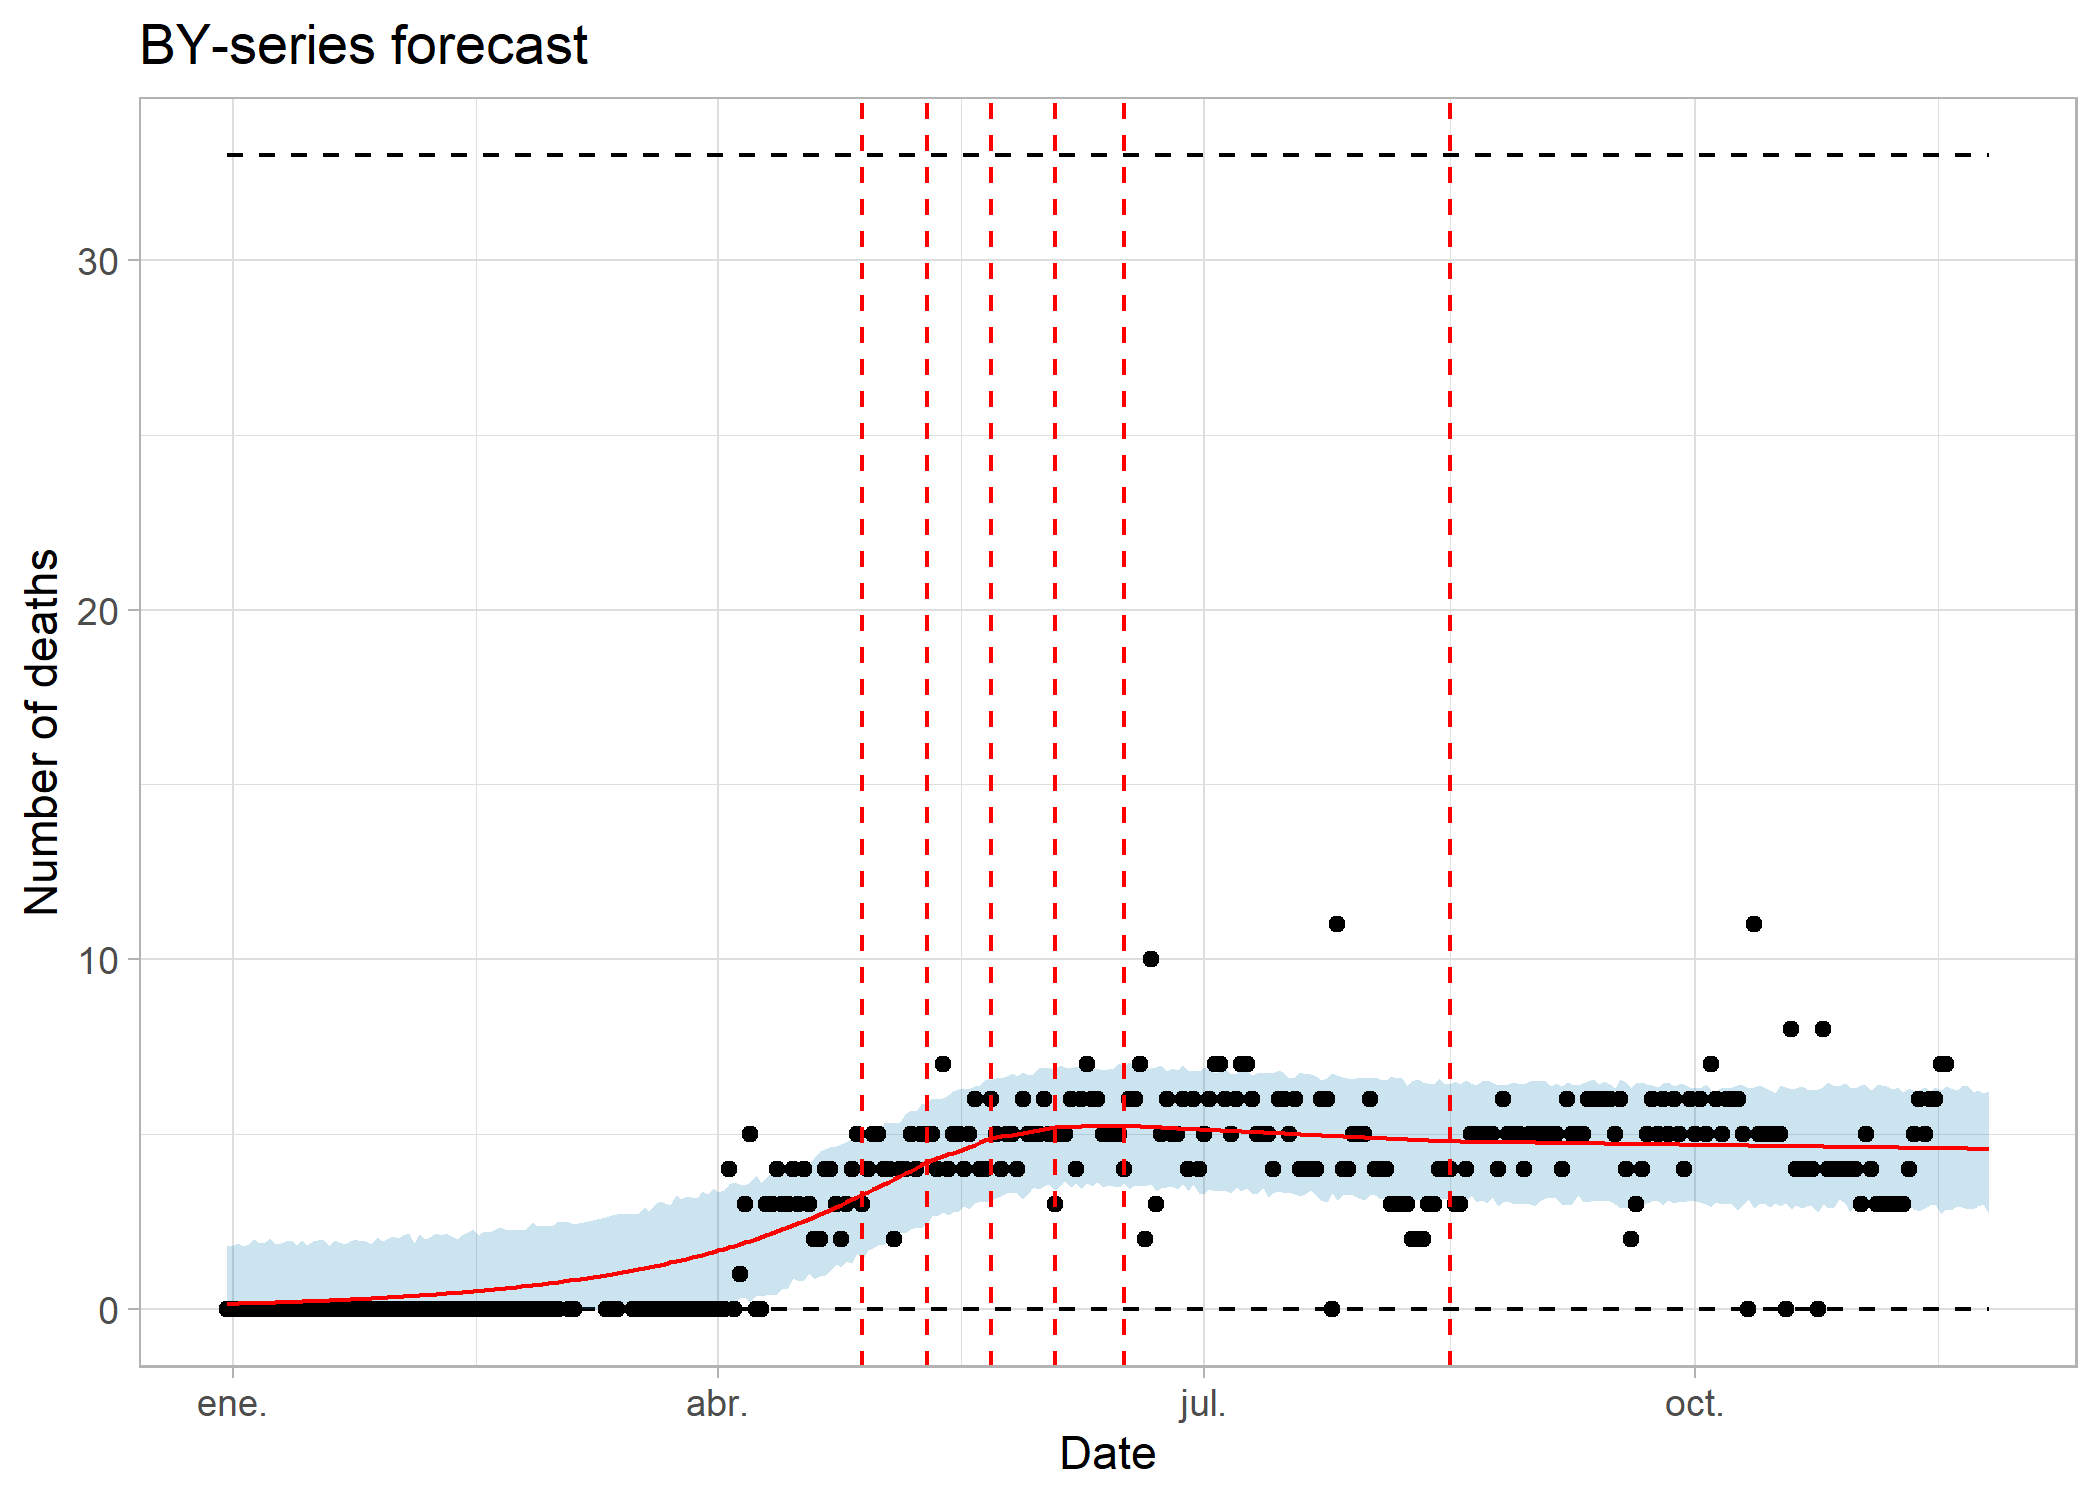 BY-series forecast
Number of deaths
30
20
10
0
ene.
abr.
jul.
oct.
Date